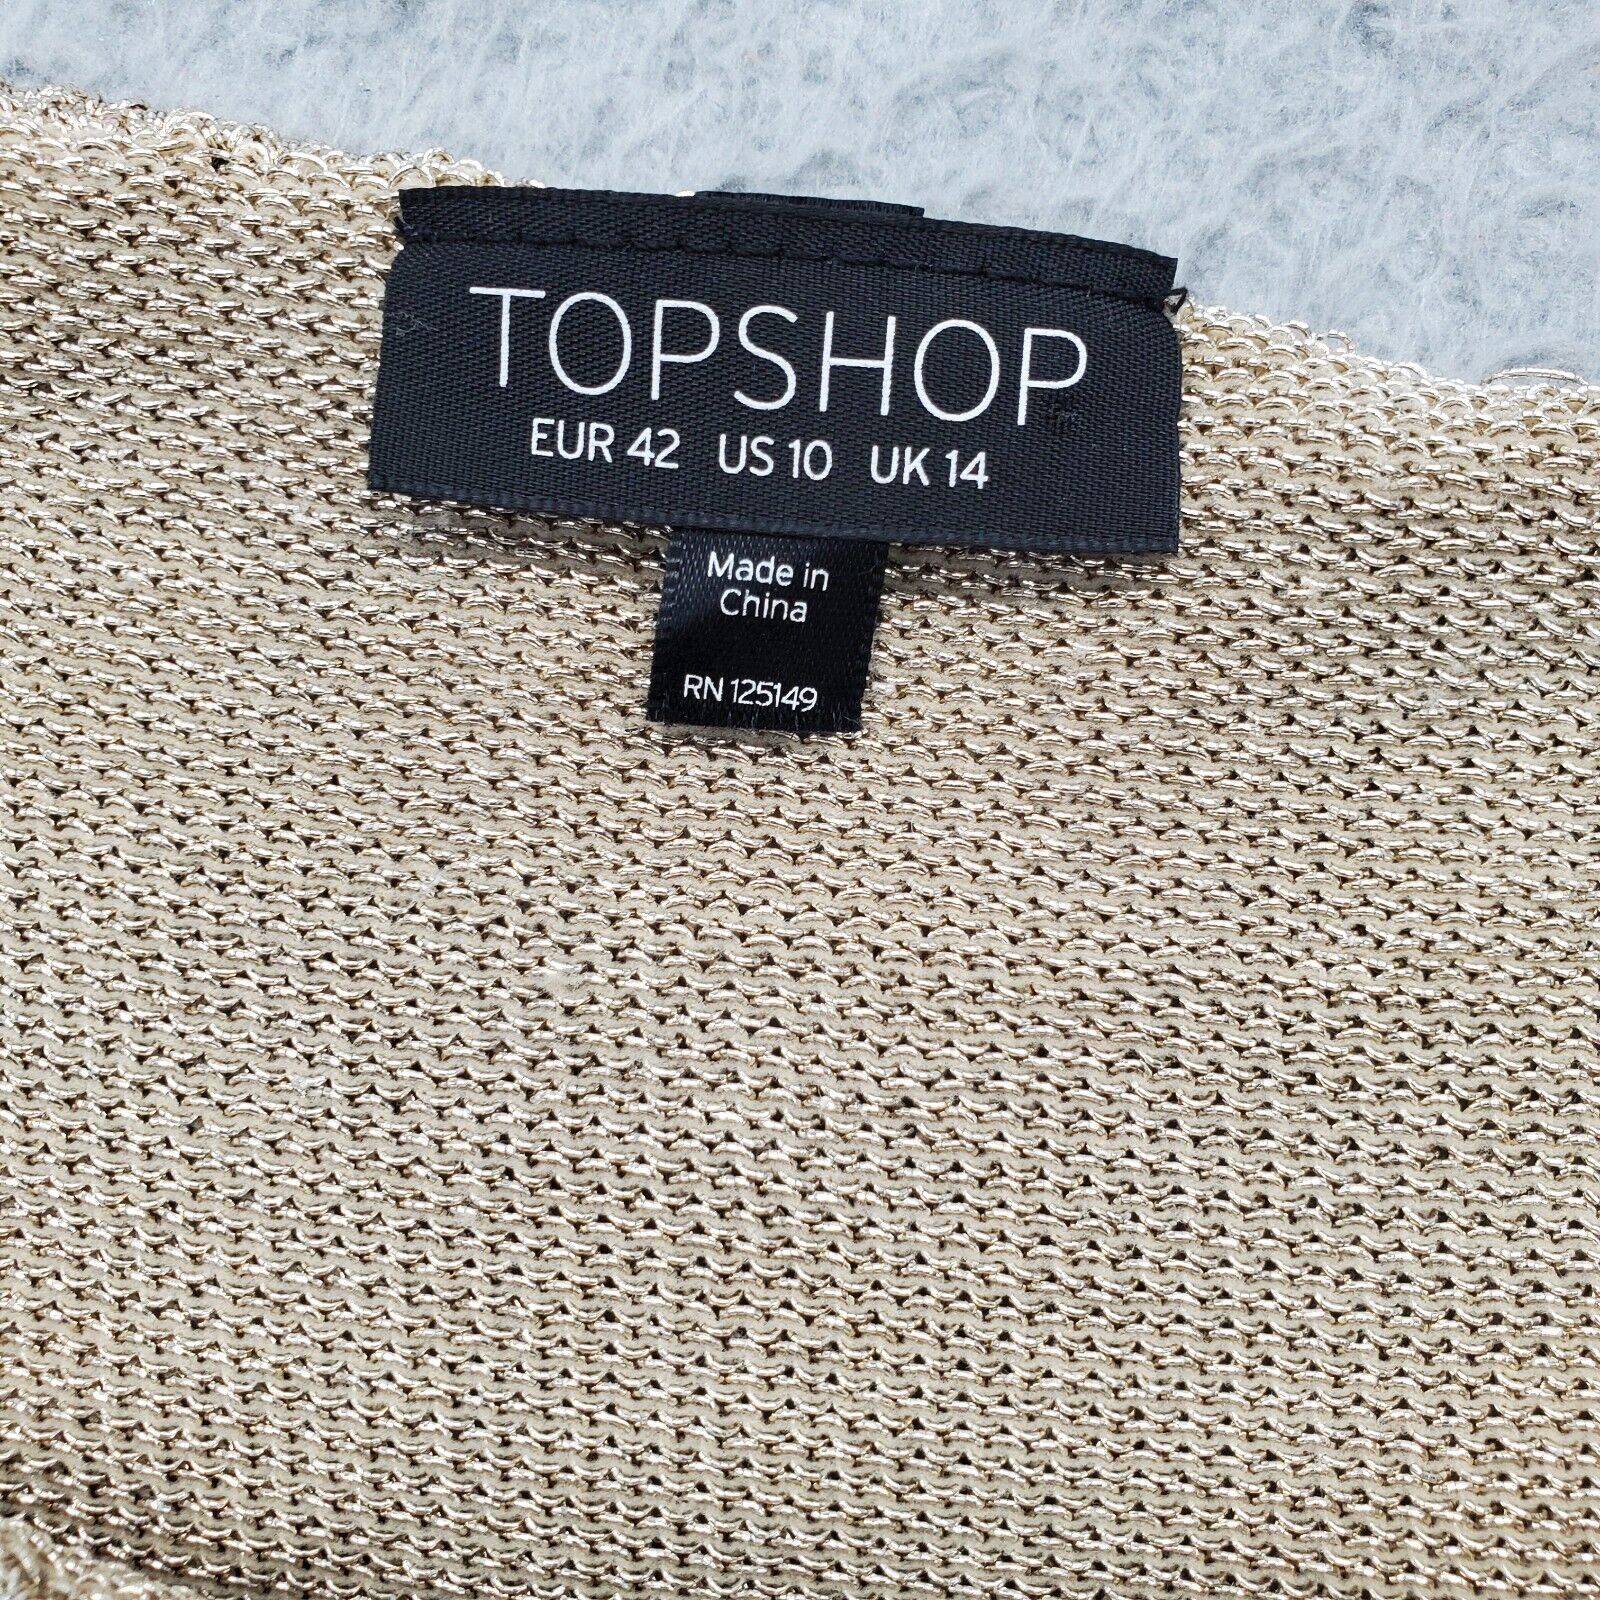 TOPSHOP
EUR 42 US 10 UK 14
Made in
China
RN 125149